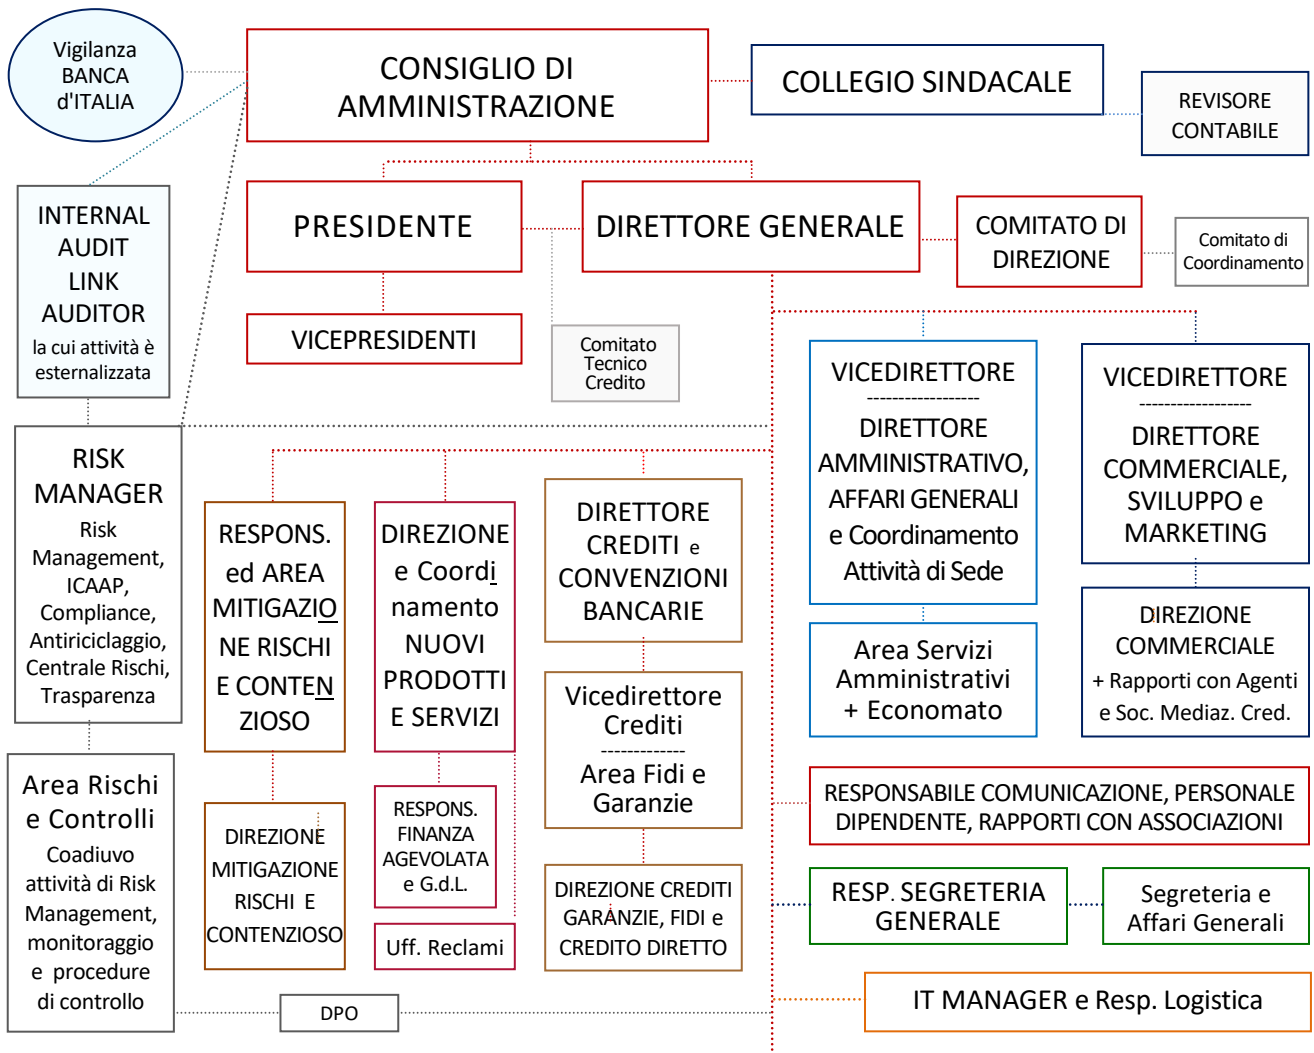 Vigilanza
BANCA
d'ITALIA
CONSIGLIO DI
AMMINISTRAZIONE
COLLEGIO SINDACALE
REVISORE
CONTABILE
INTERNAL
AUDIT
LINK
AUDITOR
la cui attività è
esternalizzata
PRESIDENTE
DIRETTORE GENERALE
COMITATO DI
DIREZIONE
Comitato di
Coordinamento
VICEPRESIDENTI
Comitato
Tecnico
Credito
VICEDIRETTORE
------------------
DIRETTORE
AMMINISTRATIVO,
AFFARI GENERALI
e Coordinamento
Attività di Sede
VICEDIRETTORE
------------------
DIRETTORE
COMMERCIALE,
SVILUPPO e
MARKETING
RISK
MANAGER
Risk
Management,
ICAAP,
Compliance,
Antiriciclaggio,
Centrale Rischi,
Trasparenza
RESPONS.
ed AREA
MITIGAZIO
NE RISCHI
E CONTEN
ZIOSO
DIREZIONE
e Coordi
namento
NUOVI
PRODOTTI
E SERVIZI
DIRETTORE
CREDITI e
CONVENZIONI
BANCARIE
Area Servizi
Amministrativi
+ Economato
DIREZIONE
COMMERCIALE
+ Rapporti con Agenti
e Soc. Mediaz. Cred.
Vicedirettore
Crediti
-------------
Area Fidi e
Garanzie
Area Rischi
e Controlli
Coadiuvo
attività di Risk
Management,
monitoraggio
e procedure
di controllo
DIREZIONE
MITIGAZIONE
RISCHI E
CONTENZIOSO
RESPONS.
FINANZA
AGEVOLATA
e G.d.L.
Uff. Reclami
DIREZIONE CREDITI
GARANZIE, FIDI e
CREDITO DIRETTO
RESPONSABILE COMUNICAZIONE, PERSONALE
DIPENDENTE, RAPPORTI CON ASSOCIAZIONI
RESP. SEGRETERIA
GENERALE
Segreteria e
Affari Generali
IT MANAGER e Resp. Logistica
DPO